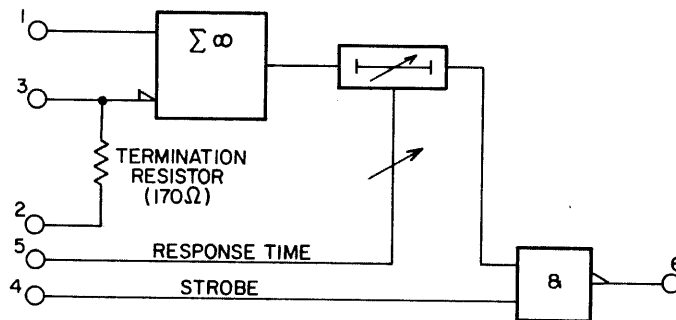 1
Σ ∞
3
TERMINATION
RESISTOR
(170Ω)
2
5
RESPONSE TIME
4
STROBE
&
6